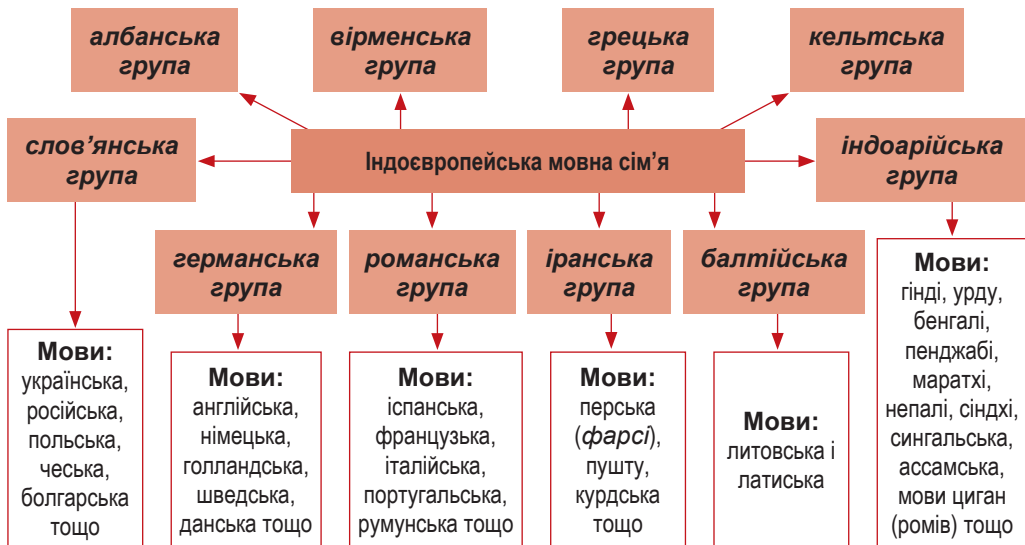 албанська
група
вірменська
група
грецька
група
кельтська
група
слов’янська
група
Індоєвропейська мовна сім’я
індоарійська
група
германська
група
романська
група
іранська
група
балтійська
група
Мови:
українська,
російська,
польська,
чеська,
болгарська
тощо
Мови:
англійська,
німецька,
голландська,
шведська,
данська тощо
Мови:
іспанська,
французька,
італійська,
португальська,
румунська тощо
Мови:
перська
(фарсі),
пушту,
курдська
тощо
Мови:
литовська і
латиська
Мови:
гінді, урду,
бенгалі,
пенджабі,
маратхі,
непалі, сіндхі,
сингальська,
ассамська,
мови циган
(ромів) тощо